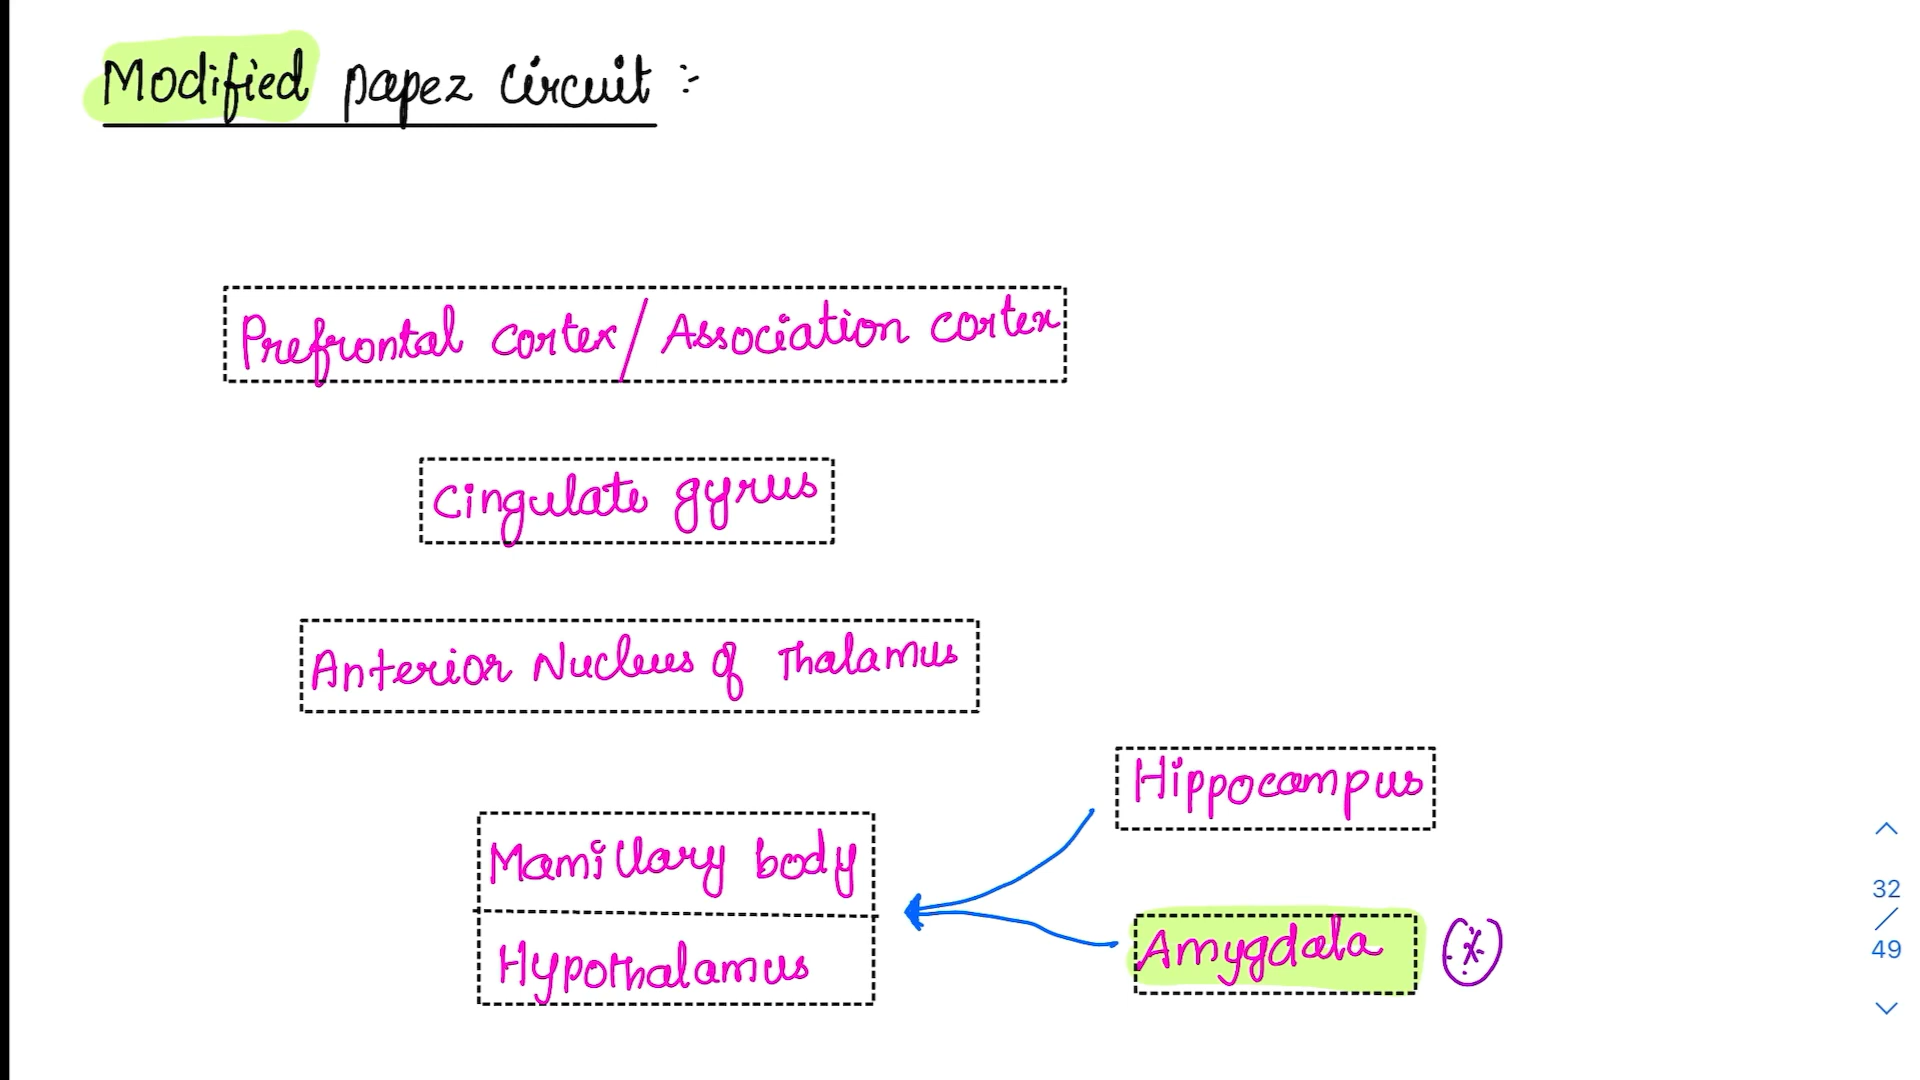 Modified papez circuit :-
Prefrontal cortex / Association cortex
Cingulate gyrus
Anterior Nucleus of Thalamus
Hippocampus
Mamillary body
Hypothalamus
Amygdala (*)
32
/
49